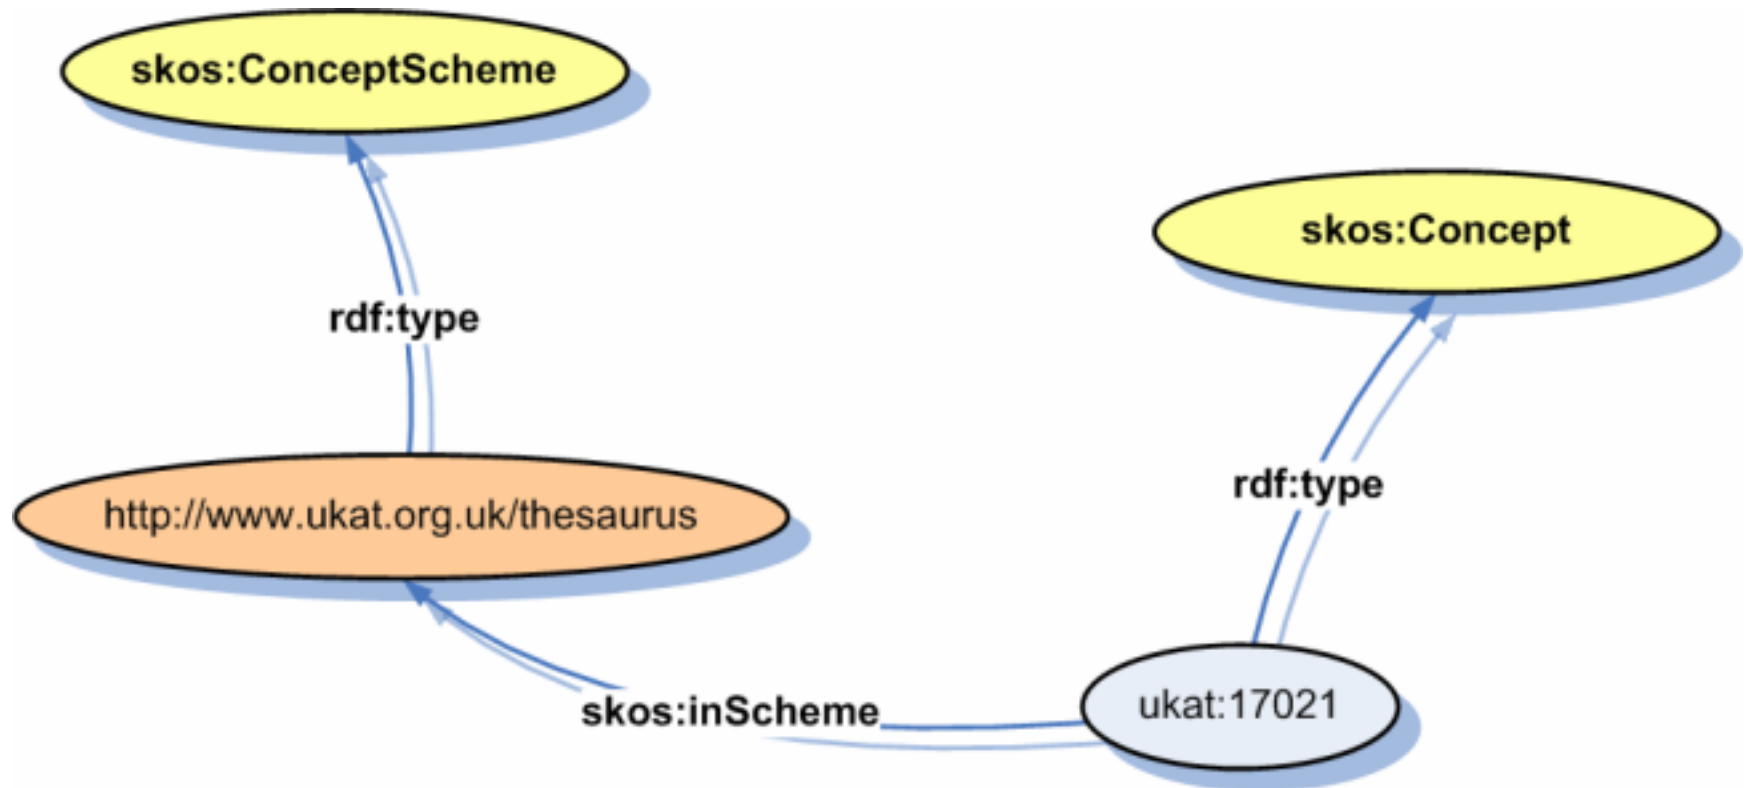 skos:ConceptScheme
skos:Concept
rdf:type
rdf:type
http://www.ukat.org.uk/thesaurus
skos:inScheme
ukat:17021